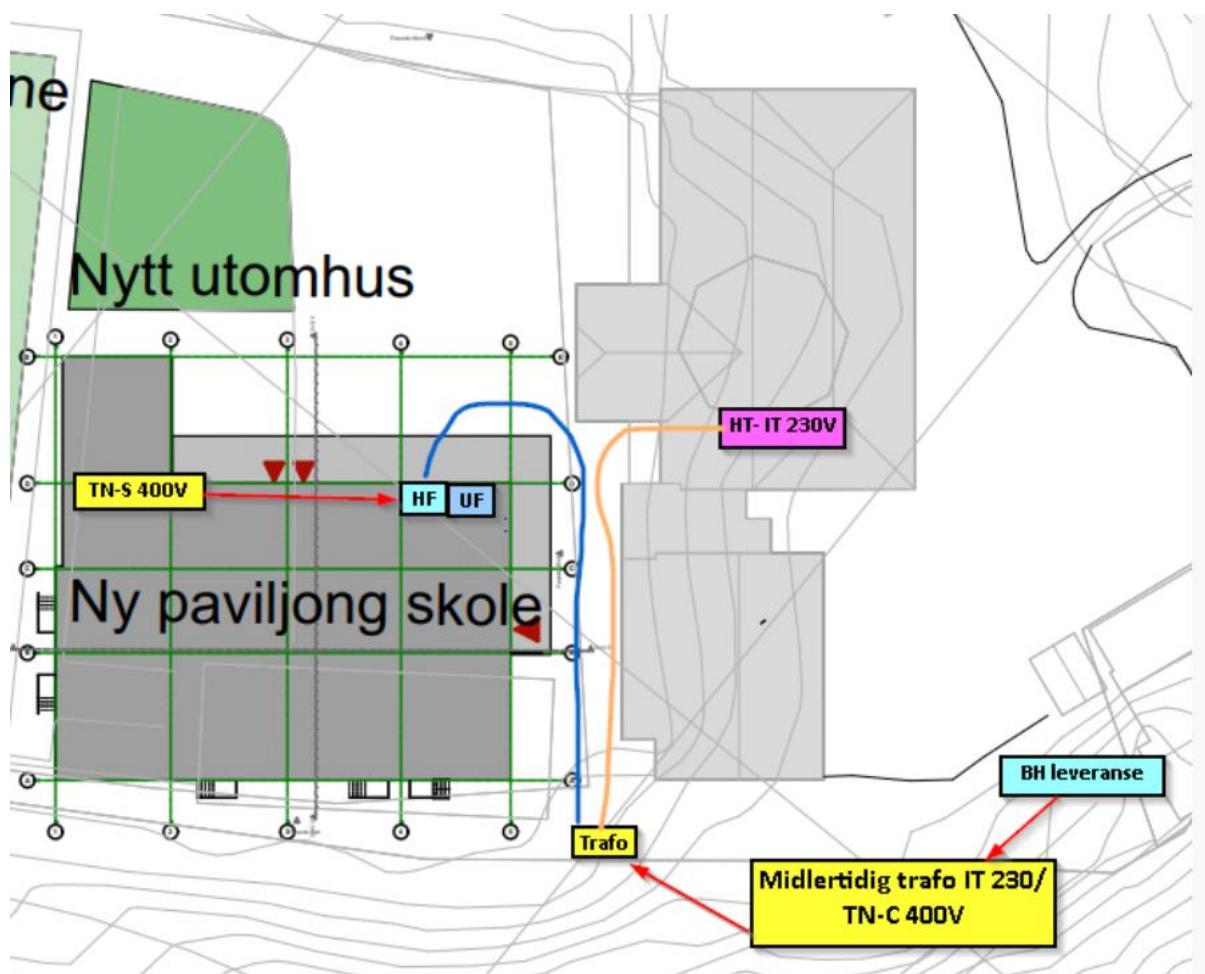 ne
Nytt utomhus
HT- IT 230V
TN-S 400V
HF
UF
Ny paviljong skole
BH leveranse
Trafo
Midlertidig trafo IT 230/
TN-C 400V